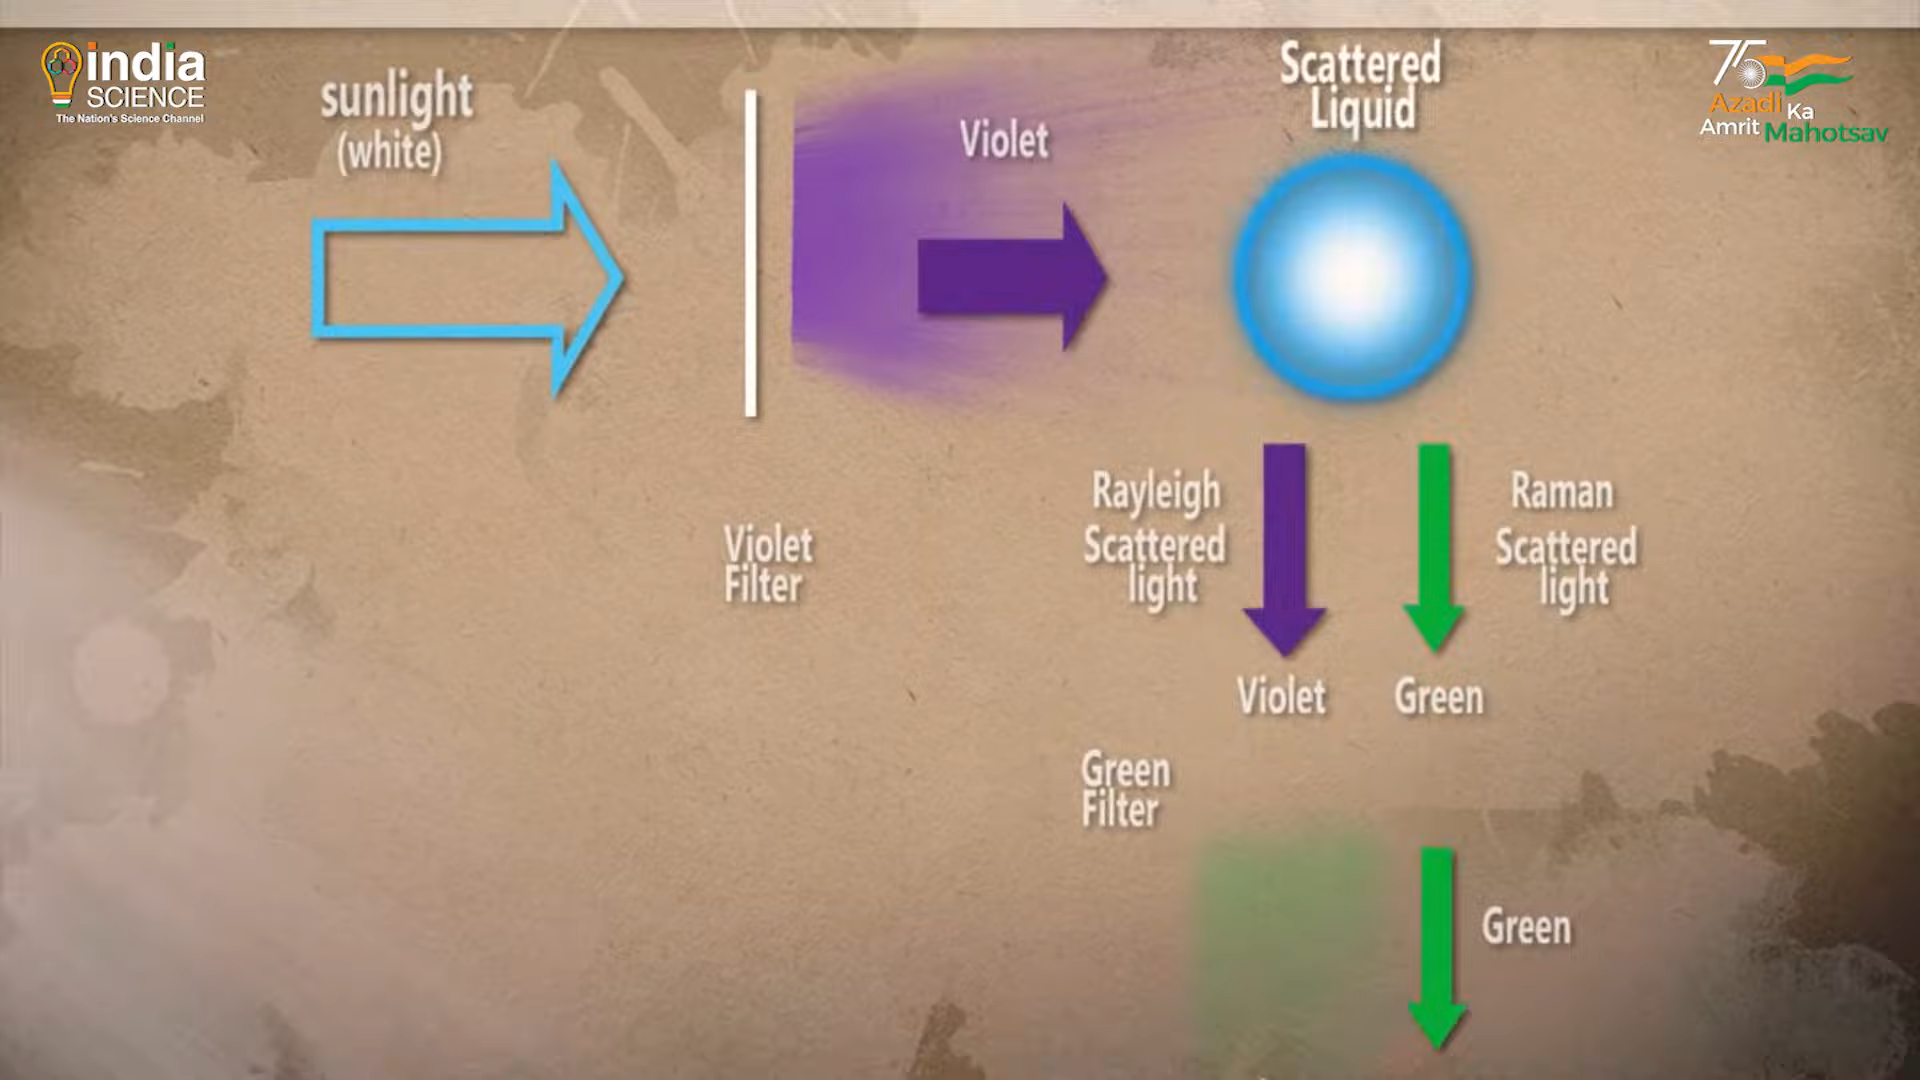 india
SCIENCE
The Nation's Science Channel
sunlight
(white)
Violet
Scattered
Liquid
75
Azadi Ka
Amrit Mahotsav
Violet
Filter
Rayleigh
Scattered
light
Raman
Scattered
light
Violet
Green
Green
Filter
Green